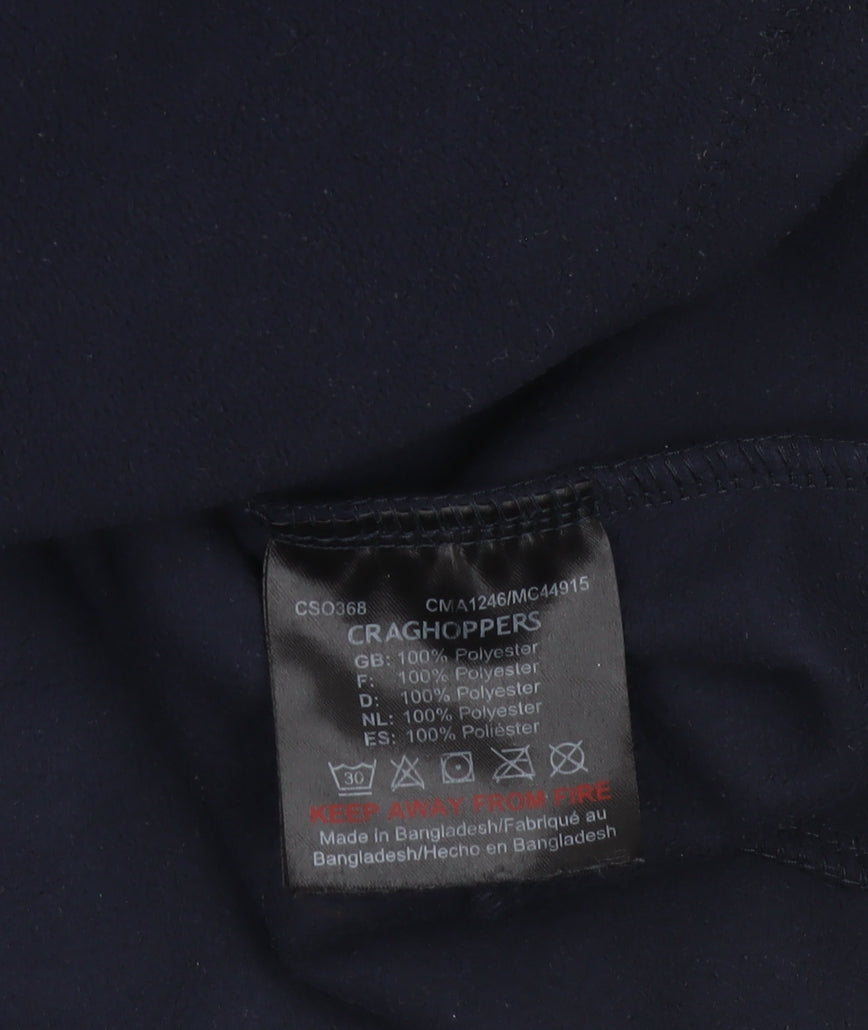 CSO368 CMA1246/MC44915
CRAGHOPPERS
GB: 100% Polyester
F: 100% Polyester
D: 100% Polyester
NL: 100% Polyester
ES: 100% Poliéster
30
KEEP AWAY FROM FIRE
Made in Bangladesh/Fabriqué au
Bangladesh/Hecho en Bangladesh